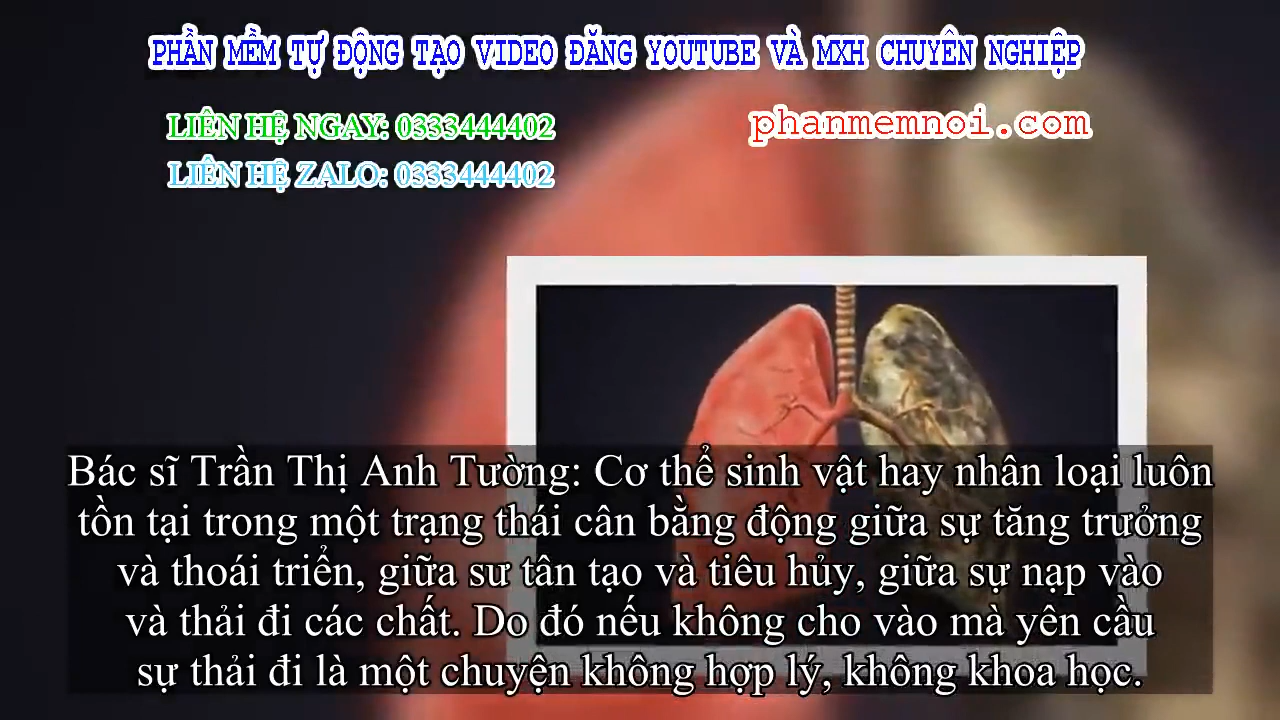 PHẦN MỀM TỰ ĐỘNG TẠO VIDEO ĐĂNG YOUTUBE VÀ MXH CHUYÊN NGHIỆP
LIÊN HỆ NGAY: 0333444402
phanmemnoi.com
LIÊN HỆ ZALO: 0333444402
Bác sĩ Trần Thị Anh Tường: Cơ thể sinh vật hay nhân loại luôn
tồn tại trong một trạng thái cân bằng động giữa sự tăng trưởng
và thoái triển, giữa sư tân tạo và tiêu hủy, giữa sự nạp vào
và thải đi các chất. Do đó nếu không cho vào mà yên cầu
sự thải đi là một chuyện không hợp lý, không khoa học.